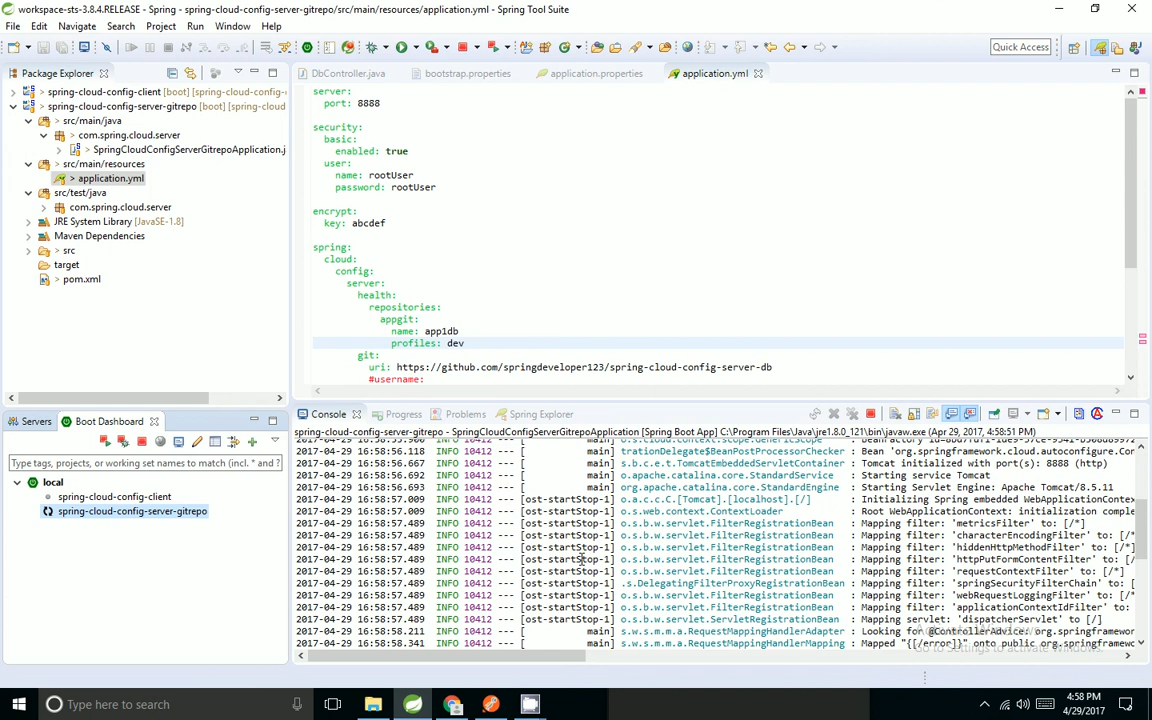 workspace-sts-3.8.4.RELEASE - Spring - spring-cloud-config-server-gitrepo/src/main/resources/application.yml - Spring Tool Suite
File Edit Navigate Search Project Run Window Help
Quick Access
Package Explorer
spring-cloud-config-client [boot] [spring-cloud-config-
spring-cloud-config-server-gitrepo [boot] [spring-cloud
src/main/java
com.spring.cloud.server
SpringCloudConfigServerGitrepoApplication.j
src/main/resources
> application.yml
src/test/java
com.spring.cloud.server
JRE System Library [JavaSE-1.8]
Maven Dependencies
> src
target
pom.xml
DbController.java bootstrap.properties application.properties application.yml
server:
port: 8888
security:
basic:
enabled: true
user:
name: rootUser
password: rootUser
encrypt:
key: abcdef
spring:
cloud:
config:
server:
health:
repositories:
appgit:
name: app1db
profiles: dev
git:
uri: https://github.com/springdeveloper123/spring-cloud-config-server-db
#username:
Servers Boot Dashboard
Type tags, projects, or working set names to match (incl. * and ?)
local
spring-cloud-config-client
spring-cloud-config-server-gitrepo
Console Progress Problems Spring Explorer
spring-cloud-config-server-gitrepo - SpringCloudConfigServerGitrepoApplication [Spring Boot App] C:\Program Files\Java\jre1.8.0_121\bin\javaw.exe (Apr 29, 2017, 4:58:51 PM)
2017-04-29 16:58:56.118 INFO 10412 --- [ main] trationDelegate$BeanPostProcessorChecker : Bean 'org.springframework.cloud.autoconfigure.Con
2017-04-29 16:58:56.667 INFO 10412 --- [ main] s.b.c.e.t.TomcatEmbeddedServletContainer : Tomcat initialized with port(s): 8888 (http)
2017-04-29 16:58:56.693 INFO 10412 --- [ main] o.apache.catalina.core.StandardService : Starting service Tomcat
2017-04-29 16:58:56.693 INFO 10412 --- [ main] org.apache.catalina.core.StandardEngine : Starting Servlet Engine: Apache Tomcat/8.5.11
2017-04-29 16:58:57.009 INFO 10412 --- [ost-startStop-1] o.a.c.c.C.[Tomcat].[localhost].[/] : Initializing Spring embedded WebApplicationContex
2017-04-29 16:58:57.009 INFO 10412 --- [ost-startStop-1] o.s.web.context.ContextLoader : Root WebApplicationContext: initialization comple
2017-04-29 16:58:57.489 INFO 10412 --- [ost-startStop-1] o.s.b.w.servlet.FilterRegistrationBean : Mapping filter: 'metricsFilter' to: [/*]
2017-04-29 16:58:57.489 INFO 10412 --- [ost-startStop-1] o.s.b.w.servlet.FilterRegistrationBean : Mapping filter: 'characterEncodingFilter' to: [/*
2017-04-29 16:58:57.489 INFO 10412 --- [ost-startStop-1] o.s.b.w.servlet.FilterRegistrationBean : Mapping filter: 'hiddenHttpMethodFilter' to: [/*]
2017-04-29 16:58:57.489 INFO 10412 --- [ost-startStop-1] o.s.b.w.servlet.FilterRegistrationBean : Mapping filter: 'httpPutFormContentFilter' to: [/
2017-04-29 16:58:57.489 INFO 10412 --- [ost-startStop-1] o.s.b.w.servlet.FilterRegistrationBean : Mapping filter: 'requestContextFilter' to: [/*]
2017-04-29 16:58:57.489 INFO 10412 --- [ost-startStop-1] .s.DelegatingFilterProxyRegistrationBean : Mapping filter: 'springSecurityFilterChain' to: [
2017-04-29 16:58:57.489 INFO 10412 --- [ost-startStop-1] o.s.b.w.servlet.FilterRegistrationBean : Mapping filter: 'webRequestLoggingFilter' to: [/*
2017-04-29 16:58:57.489 INFO 10412 --- [ost-startStop-1] o.s.b.w.servlet.FilterRegistrationBean : Mapping filter: 'applicationContextIdFilter' to:
2017-04-29 16:58:57.489 INFO 10412 --- [ost-startStop-1] o.s.b.w.servlet.ServletRegistrationBean : Mapping servlet: 'dispatcherServlet' to [/]
2017-04-29 16:58:58.211 INFO 10412 --- [ main] s.w.s.m.m.a.RequestMappingHandlerAdapter : Looking for @ControllerAdvice: org.springframewor
2017-04-29 16:58:58.341 INFO 10412 --- [ main] s.w.s.m.m.a.RequestMappingHandlerMapping : Mapped "{[/error]}" onto public org.springframewo
Activate Windows
Go to Settings to activate Windows.
Type here to search
4:58 PM
4/29/2017